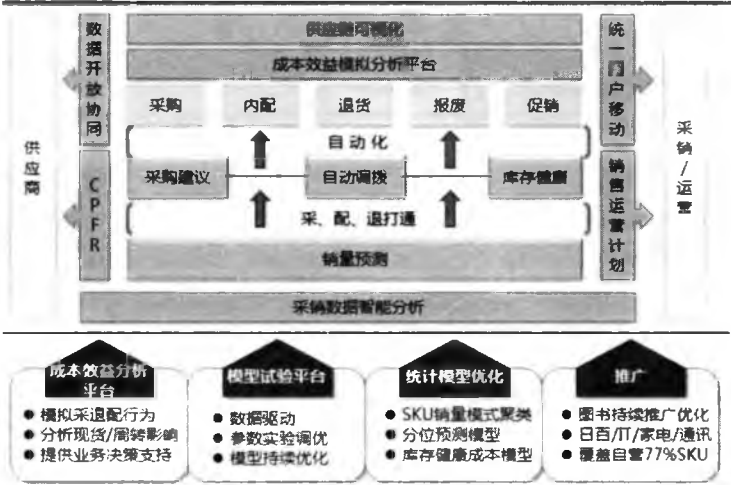 供应链可视化
成本效益模拟分析平台
采购 内配 退货 报废 促销
自动化
采购建议 自动调拨 库存健康
采、配、退打通
销量预测
采销数据智能分析
供应商
数据开放协同
CPFR
统一门户移动
销售运营计划
采销/运营
成本效益分析
平台
模拟采退配行为
分析现货/周转影响
提供业务决策支持
模型试验平台
数据驱动
参数实验调优
模型持续优化
统计模型优化
SKU销量模式聚类
分位预测模型
库存健康成本模型
推广
图书持续推广优化
日百/IT/家电/通讯
覆盖自营77%SKU